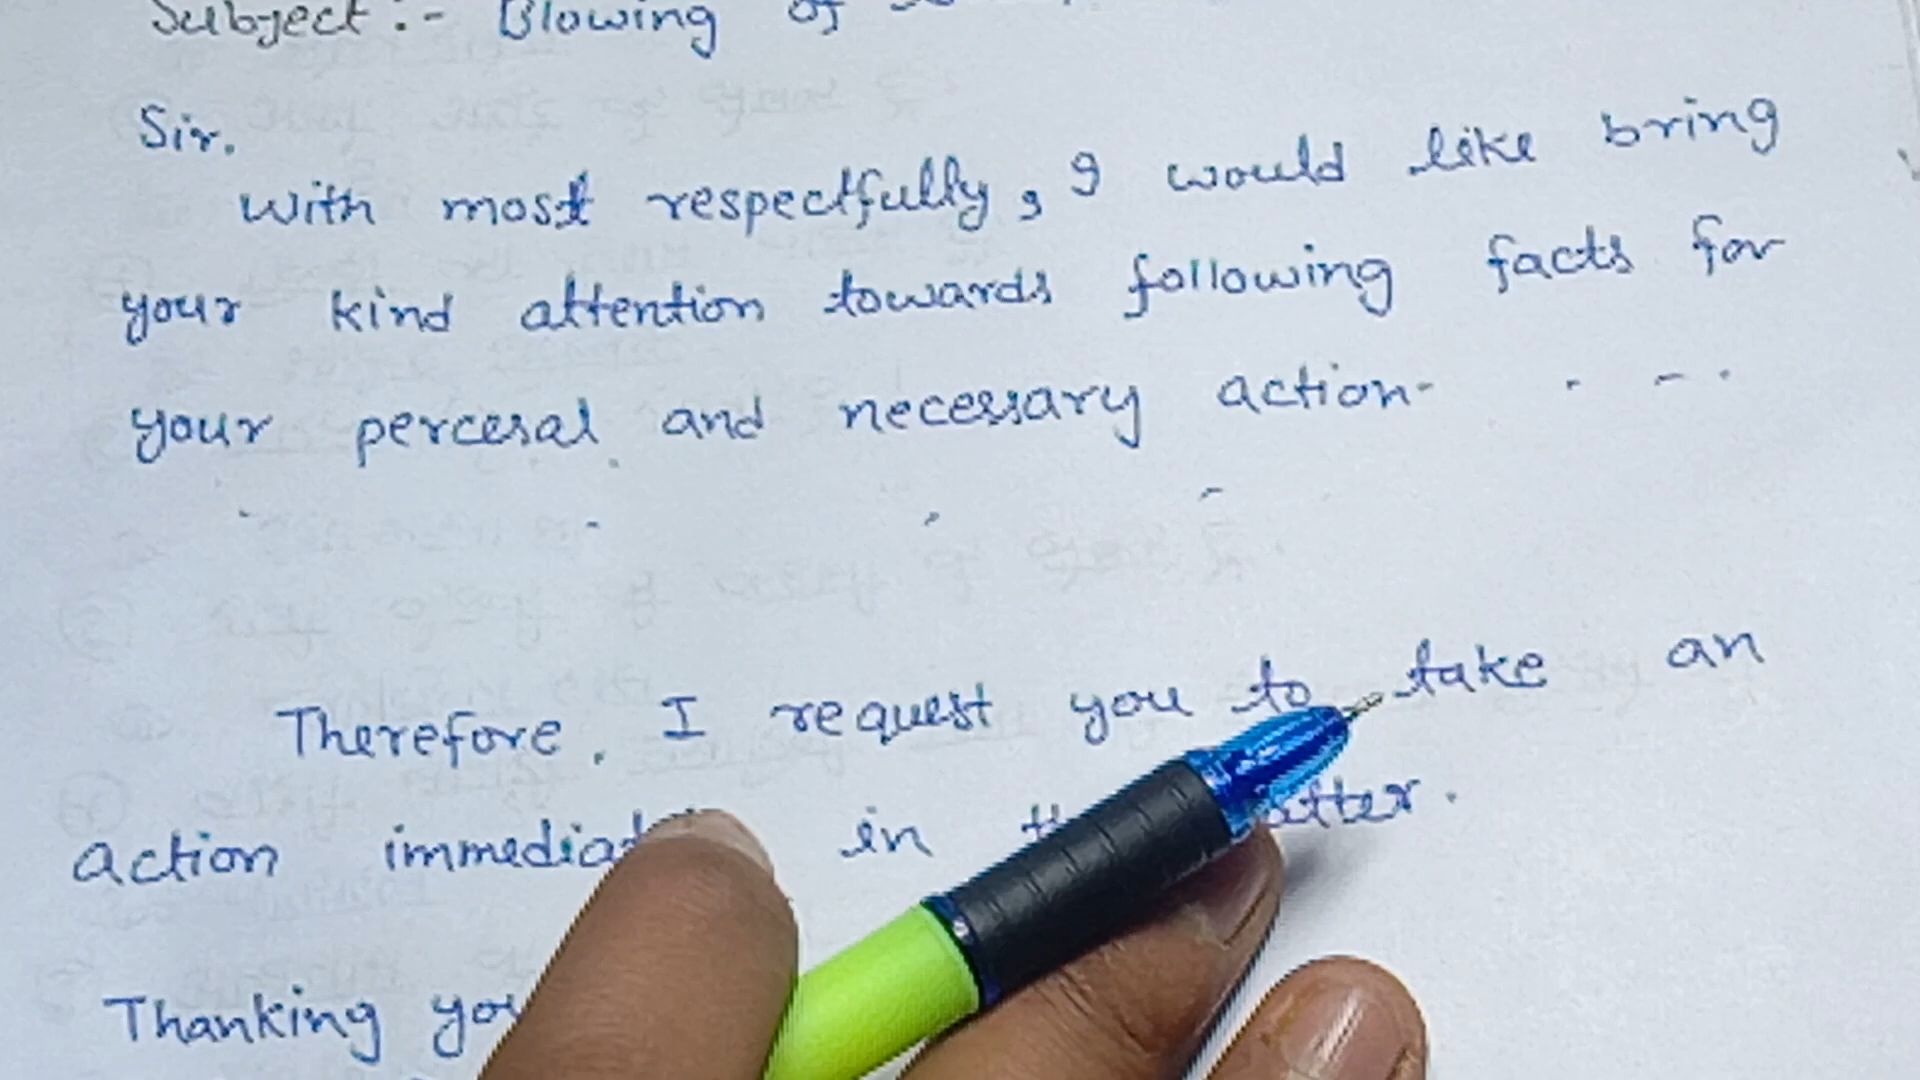 Subject :- Blowing of
Sir.
with most respectfully, I would like bring
your kind attention towards following facts for
your percesal and necessary action- . - .
- - - -
Therefore, I request you to take an
action in
Thanking